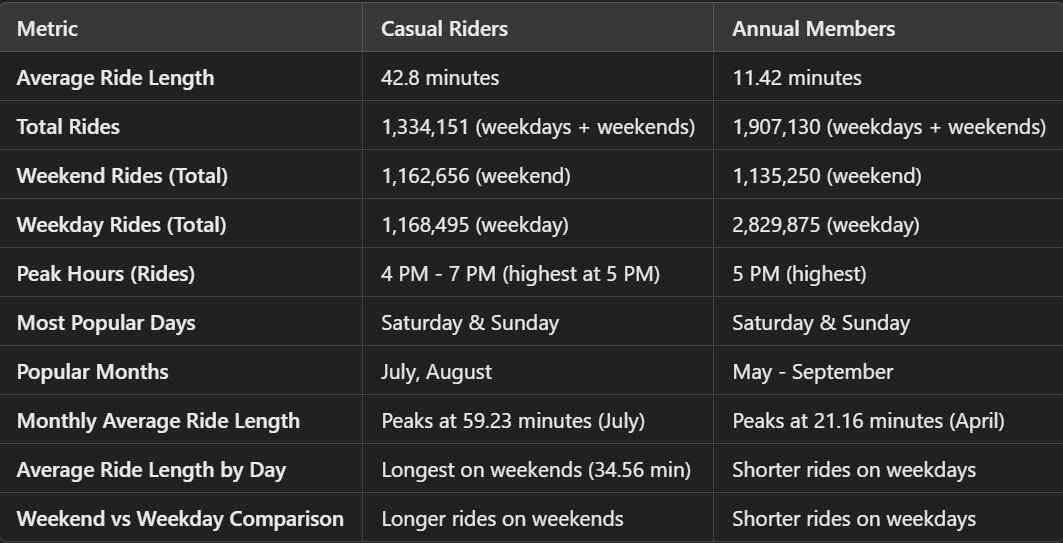 Metric Casual Riders Annual Members
Average Ride Length 42.8 minutes 11.42 minutes
Total Rides 1,334,151 (weekdays + weekends) 1,907,130 (weekdays + weekends)
Weekend Rides (Total) 1,162,656 (weekend) 1,135,250 (weekend)
Weekday Rides (Total) 1,168,495 (weekday) 2,829,875 (weekday)
Peak Hours (Rides) 4 PM - 7 PM (highest at 5 PM) 5 PM (highest)
Most Popular Days Saturday & Sunday Saturday & Sunday
Popular Months July, August May - September
Monthly Average Ride Length Peaks at 59.23 minutes (July) Peaks at 21.16 minutes (April)
Average Ride Length by Day Longest on weekends (34.56 min) Shorter rides on weekdays
Weekend vs Weekday Comparison Longer rides on weekends Shorter rides on weekdays